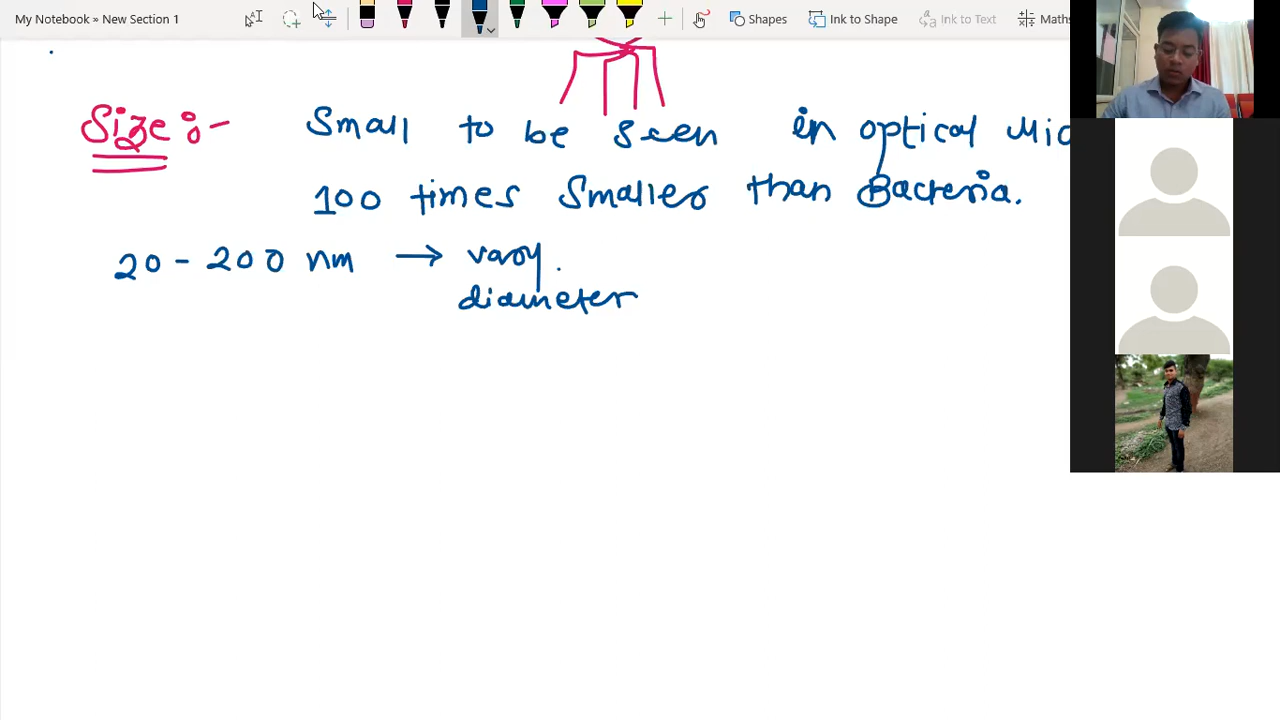 My Notebook » New Section 1
Shapes
Ink to Shape
Ink to Text
Maths
Size :-
Small to be seen in optical Mic
100 times Smaller than Bacteria.
20 - 200 nm → vary.
diameter